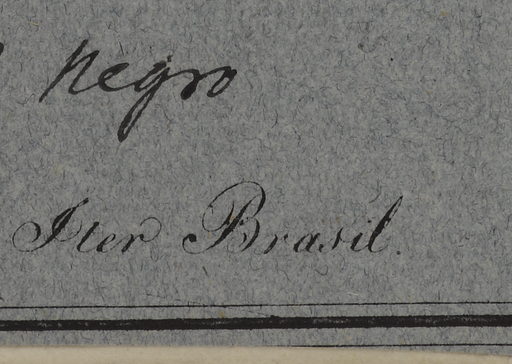 negro
Iter Brasil.